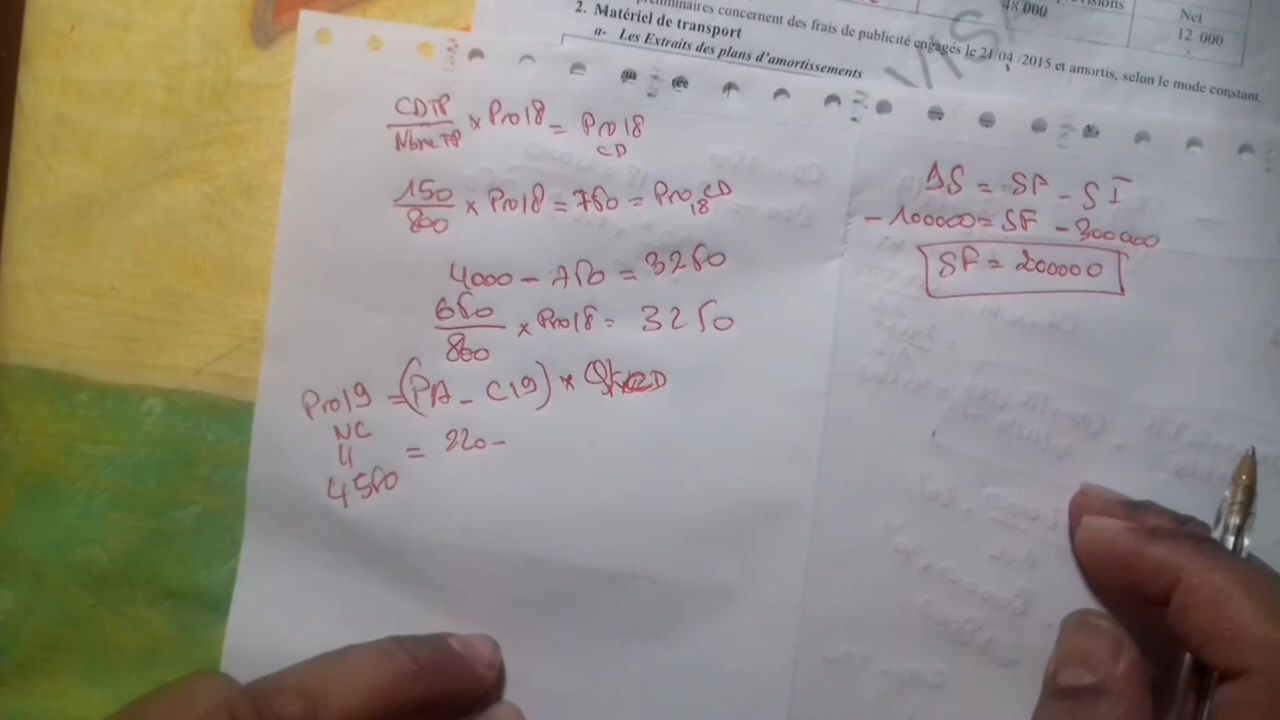 48 000
Net
12 000
préliminaires concernent des frais de publicité engagés le 21/04/2015 et amortis, selon le mode constant.
2. Matériel de transport
a- Les Extraits des plans d'amortissements
CDTP / Nbre TP × Pro18 = Pro18 CD
150 / 800 × Pro18 = 750 = Pro18 CD
4000 - 750 = 3250
650 / 800 × Pro18 = 3250
Pro19 = (PA - C19) ×
NC
4 = 220 -
4550
ΔS = SF - SI
- 100000 = SF - 300000
SF = 200000